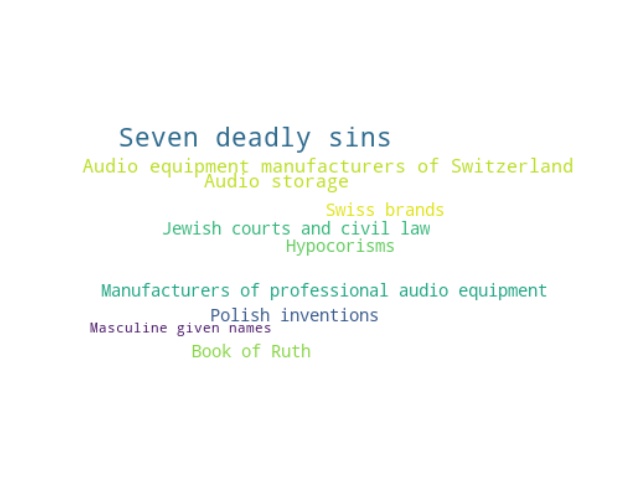 Seven deadly sins
Audio equipment manufacturers of Switzerland
Audio storage
Swiss brands
Jewish courts and civil law
Hypocorisms
Manufacturers of professional audio equipment
Polish inventions
Masculine given names
Book of Ruth